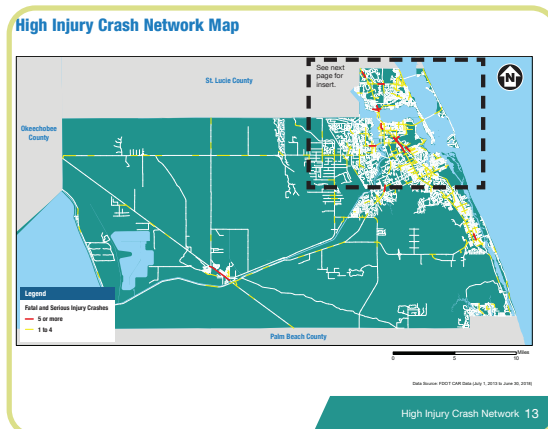 High Injury Crash Network Map
See next
page for
insert.
N
St. Lucie County
Okeechobee
County
Legend
Fatal and Serious Injury Crashes
5 or more
1 to 4
Palm Beach County
Miles
0 5 10
Data Source: FDOT CAR Data (July 1, 2013 to June 30, 2018)
High Injury Crash Network 13